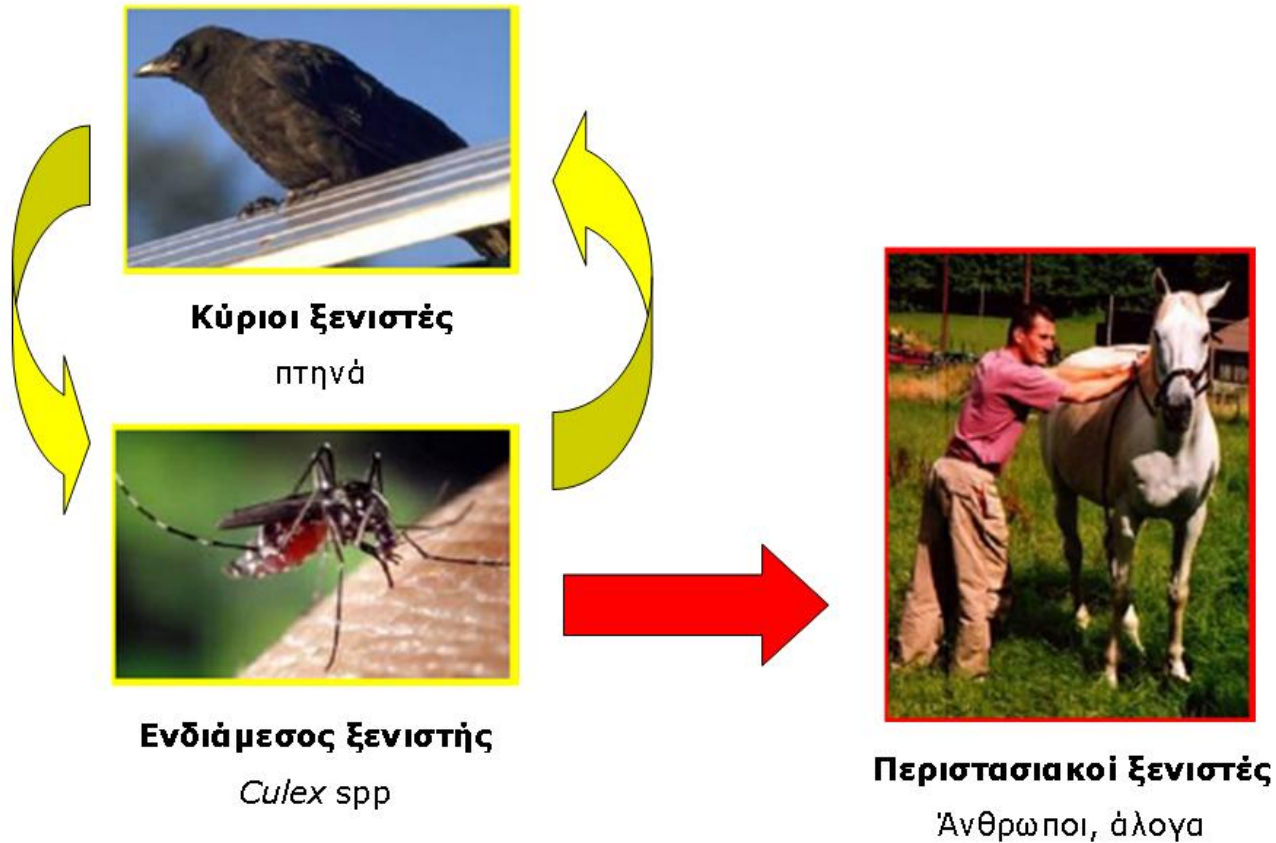 Κύριοι ξενιστές
πτηνά
Ενδιάμεσος ξενιστής
Culex spp
Περιστασιακοί ξενιστές
Άνθρωποι, άλογα